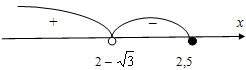 + − x
2 − √3 2,5